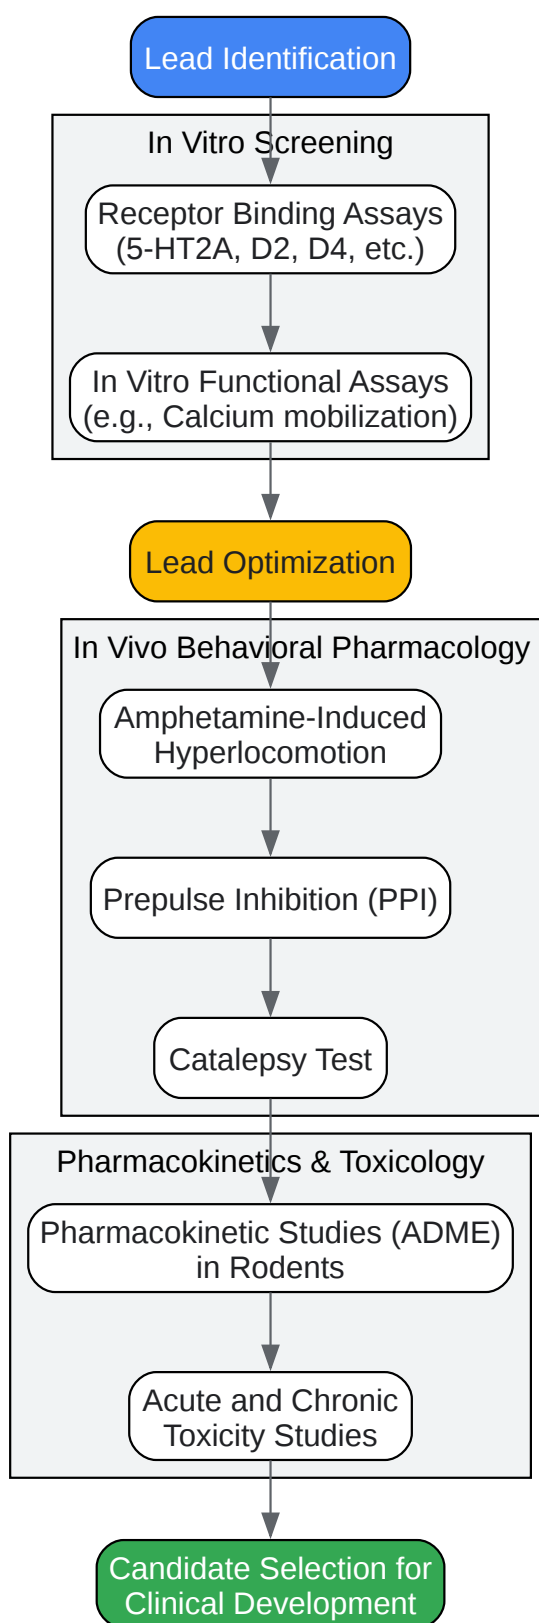 Lead Identification
In Vitro Screening
Receptor Binding Assays
(5-HT2A, D2, D4, etc.)
In Vitro Functional Assays
(e.g., Calcium mobilization)
Lead Optimization
In Vivo Behavioral Pharmacology
Amphetamine-Induced
Hyperlocomotion
Prepulse Inhibition (PPI)
Catalepsy Test
Pharmacokinetics & Toxicology
Pharmacokinetic Studies (ADME)
in Rodents
Acute and Chronic
Toxicity Studies
Candidate Selection for
Clinical Development